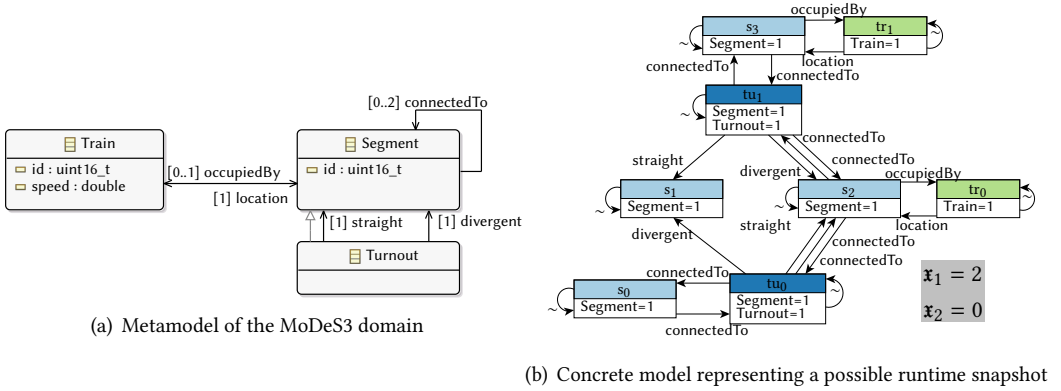 Train
id : uint16_t
speed : double
[0..1] occupiedBy
[1] location
[0..2] connectedTo
Segment
id : uint16_t
[1] straight
[1] divergent
Turnout
(a) Metamodel of the MoDeS3 domain
occupiedBy
s3
Segment=1
~
tr1
Train=1
~
location
connectedTo
connectedTo
tu1
Segment=1
Turnout=1
~
connectedTo
straight
divergent
connectedTo
occupiedBy
s1
Segment=1
~
s2
Segment=1
~
tr0
Train=1
~
location
divergent
straight
connectedTo
connectedTo
connectedTo
s0
Segment=1
~
tu0
Segment=1
Turnout=1
~
connectedTo
𝔵1 = 2
𝔵2 = 0
(b) Concrete model representing a possible runtime snapshot